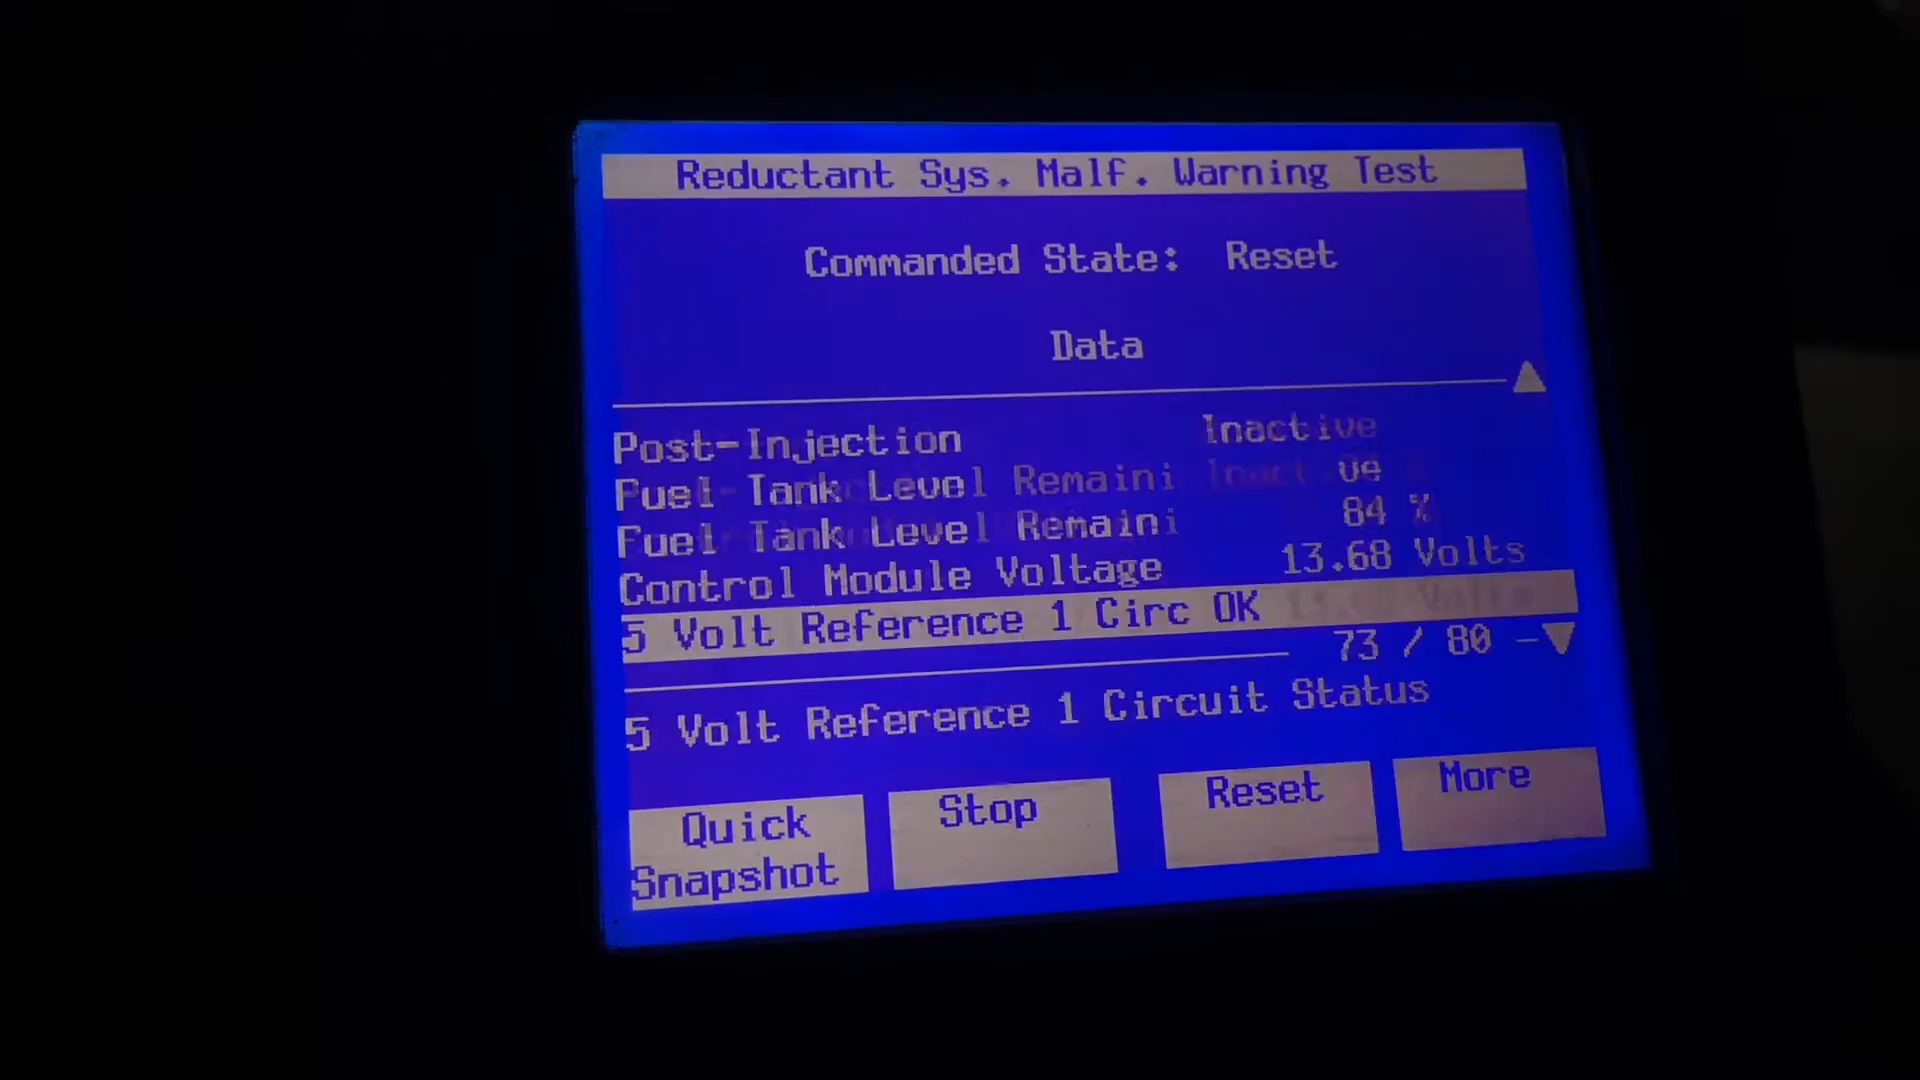 Reductant Sys. Malf. Warning Test
Commanded State: Reset
Data
Post-Injection Inactive
Fuel Tank Level Remaini
Fuel Tank Level Remaini 84 %
Control Module Voltage 13.68 Volts
5 Volt Reference 1 Circ OK
73 / 80
5 Volt Reference 1 Circuit Status
Quick Snapshot
Stop
Reset
More